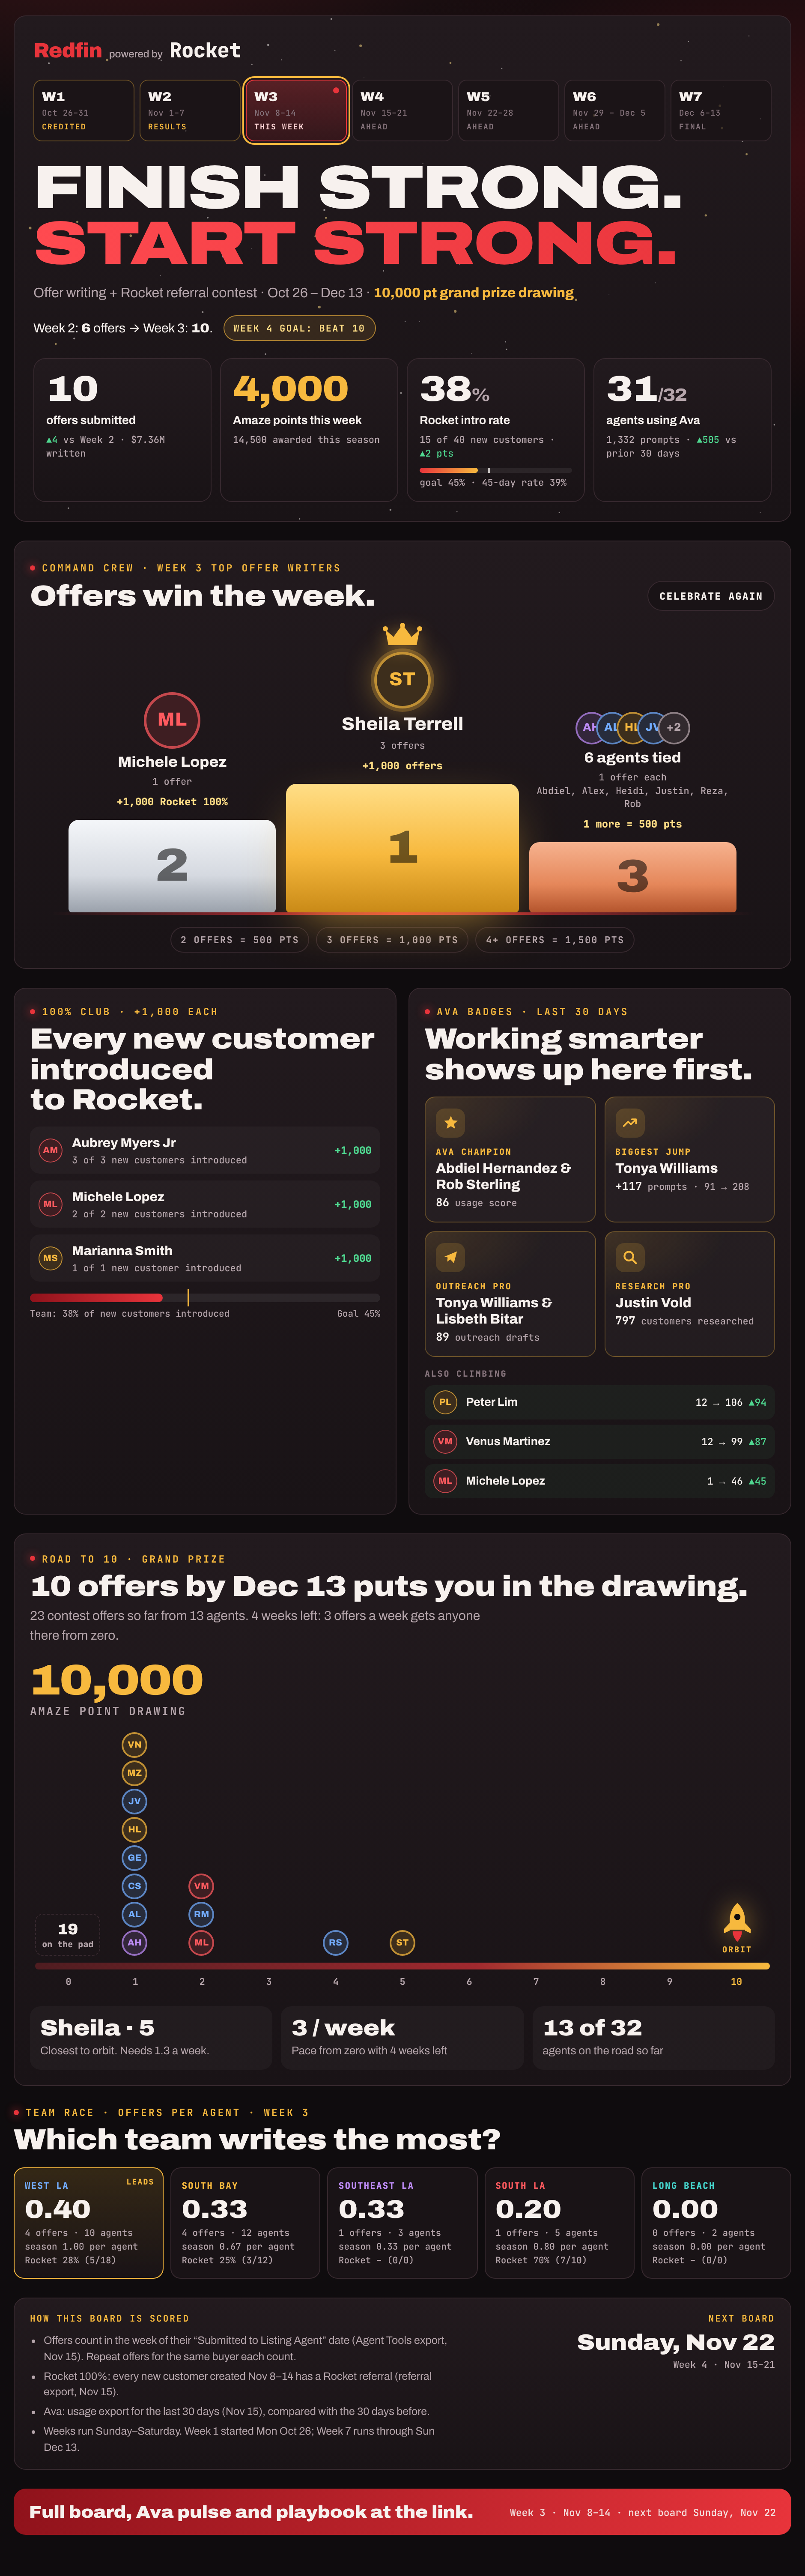 Redfin powered by Rocket
W1
Oct 26–31
CREDITED
W2
Nov 1–7
RESULTS
W3
Nov 8–14
THIS WEEK
W4
Nov 15–21
AHEAD
W5
Nov 22–28
AHEAD
W6
Nov 29 – Dec 5
AHEAD
W7
Dec 6–13
FINAL
FINISH STRONG.
START STRONG.
Offer writing + Rocket referral contest · Oct 26 – Dec 13 · 10,000 pt grand prize drawing
Week 2: 6 offers → Week 3: 10. WEEK 4 GOAL: BEAT 10
10
offers submitted
▲4 vs Week 2 · $7.36M
written
4,000
Amaze points this week
14,500 awarded this season
38%
Rocket intro rate
15 of 40 new customers ·
▲2 pts
goal 45% · 45-day rate 39%
31/32
agents using Ava
1,332 prompts · ▲505 vs
prior 30 days
COMMAND CREW · WEEK 3 TOP OFFER WRITERS
Offers win the week.
CELEBRATE AGAIN
ML
Michele Lopez
1 offer
+1,000 Rocket 100%
2
ST
Sheila Terrell
3 offers
+1,000 offers
1
AH AL HL JV +2
6 agents tied
1 offer each
Abdiel, Alex, Heidi, Justin, Reza,
Rob
1 more = 500 pts
3
2 OFFERS = 500 PTS
3 OFFERS = 1,000 PTS
4+ OFFERS = 1,500 PTS
100% CLUB · +1,000 EACH
Every new customer
introduced
to Rocket.
AM
Aubrey Myers Jr
3 of 3 new customers introduced
+1,000
ML
Michele Lopez
2 of 2 new customers introduced
+1,000
MS
Marianna Smith
1 of 1 new customer introduced
+1,000
Team: 38% of new customers introduced
Goal 45%
AVA BADGES · LAST 30 DAYS
Working smarter
shows up here first.
AVA CHAMPION
Abdiel Hernandez &
Rob Sterling
86 usage score
BIGGEST JUMP
Tonya Williams
+117 prompts · 91 → 208
OUTREACH PRO
Tonya Williams &
Lisbeth Bitar
89 outreach drafts
RESEARCH PRO
Justin Vold
797 customers researched
ALSO CLIMBING
PL Peter Lim 12 → 106 ▲94
VM Venus Martinez 12 → 99 ▲87
ML Michele Lopez 1 → 46 ▲45
ROAD TO 10 · GRAND PRIZE
10 offers by Dec 13 puts you in the drawing.
23 contest offers so far from 13 agents. 4 weeks left: 3 offers a week gets anyone
there from zero.
10,000
AMAZE POINT DRAWING
19
on the pad
VN
MZ
JV
HL
GE
CS
AL
AH
VM
RM
ML
RS
ST
ORBIT
0 1 2 3 4 5 6 7 8 9 10
Sheila · 5
Closest to orbit. Needs 1.3 a week.
3 / week
Pace from zero with 4 weeks left
13 of 32
agents on the road so far
TEAM RACE · OFFERS PER AGENT · WEEK 3
Which team writes the most?
WEST LA
LEADS
0.40
4 offers · 10 agents
season 1.00 per agent
Rocket 28% (5/18)
SOUTH BAY
0.33
4 offers · 12 agents
season 0.67 per agent
Rocket 25% (3/12)
SOUTHEAST LA
0.33
1 offers · 3 agents
season 0.33 per agent
Rocket – (0/0)
SOUTH LA
0.20
1 offers · 5 agents
season 0.80 per agent
Rocket 70% (7/10)
LONG BEACH
0.00
0 offers · 2 agents
season 0.00 per agent
Rocket – (0/0)
HOW THIS BOARD IS SCORED
• Offers count in the week of their “Submitted to Listing Agent” date (Agent Tools export,
Nov 15). Repeat offers for the same buyer each count.
• Rocket 100%: every new customer created Nov 8–14 has a Rocket referral (referral
export, Nov 15).
• Ava: usage export for the last 30 days (Nov 15), compared with the 30 days before.
• Weeks run Sunday–Saturday. Week 1 started Mon Oct 26; Week 7 runs through Sun
Dec 13.
NEXT BOARD
Sunday, Nov 22
Week 4 · Nov 15–21
Full board, Ava pulse and playbook at the link.
Week 3 · Nov 8–14 · next board Sunday, Nov 22